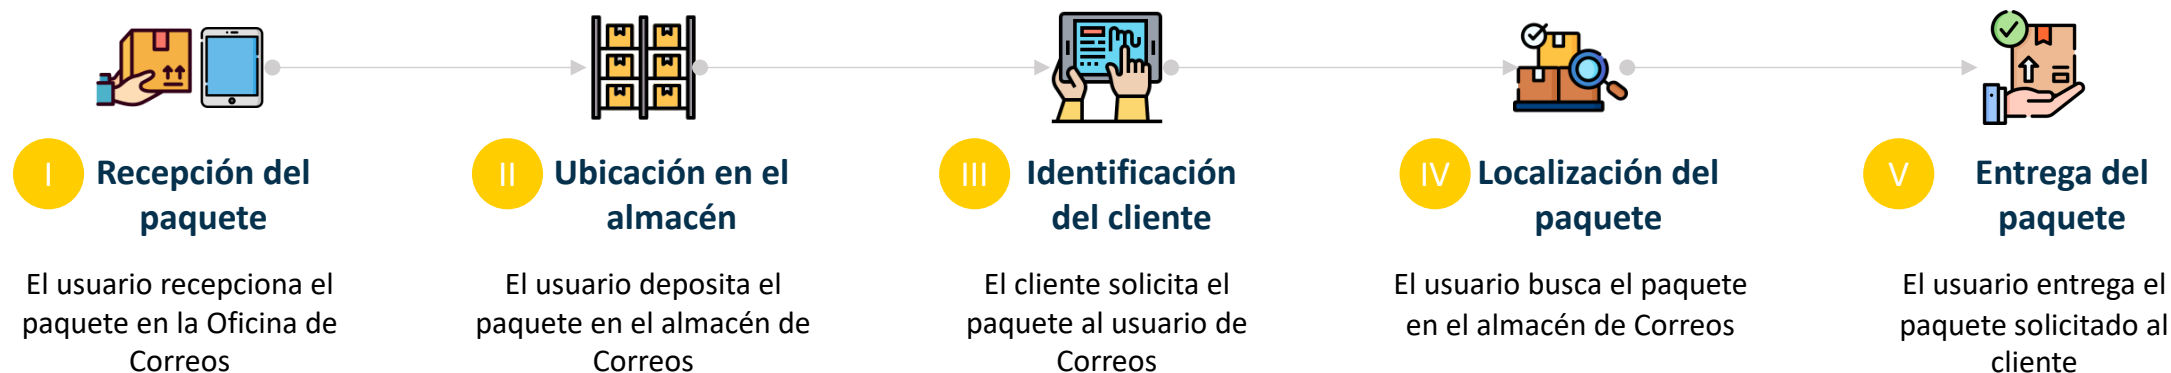 I
Recepción del
paquete
El usuario recepciona el
paquete en la Oficina de
Correos
II
Ubicación en el
almacén
El usuario deposita el
paquete en el almacén de
Correos
III
Identificación
del cliente
El cliente solicita el
paquete al usuario de
Correos
IV
Localización del
paquete
El usuario busca el paquete
en el almacén de Correos
V
Entrega del
paquete
El usuario entrega el
paquete solicitado al
cliente